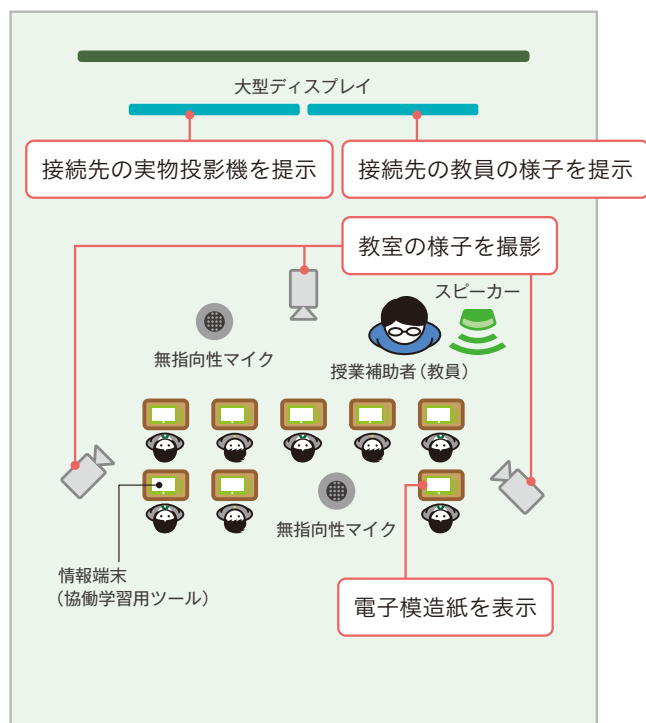 大型ディスプレイ
接続先の実物投影機を提示
接続先の教員の様子を提示
教室の様子を撮影
スピーカー
無指向性マイク
授業補助者(教員)
無指向性マイク
情報端末
(協働学習用ツール)
電子模造紙を表示